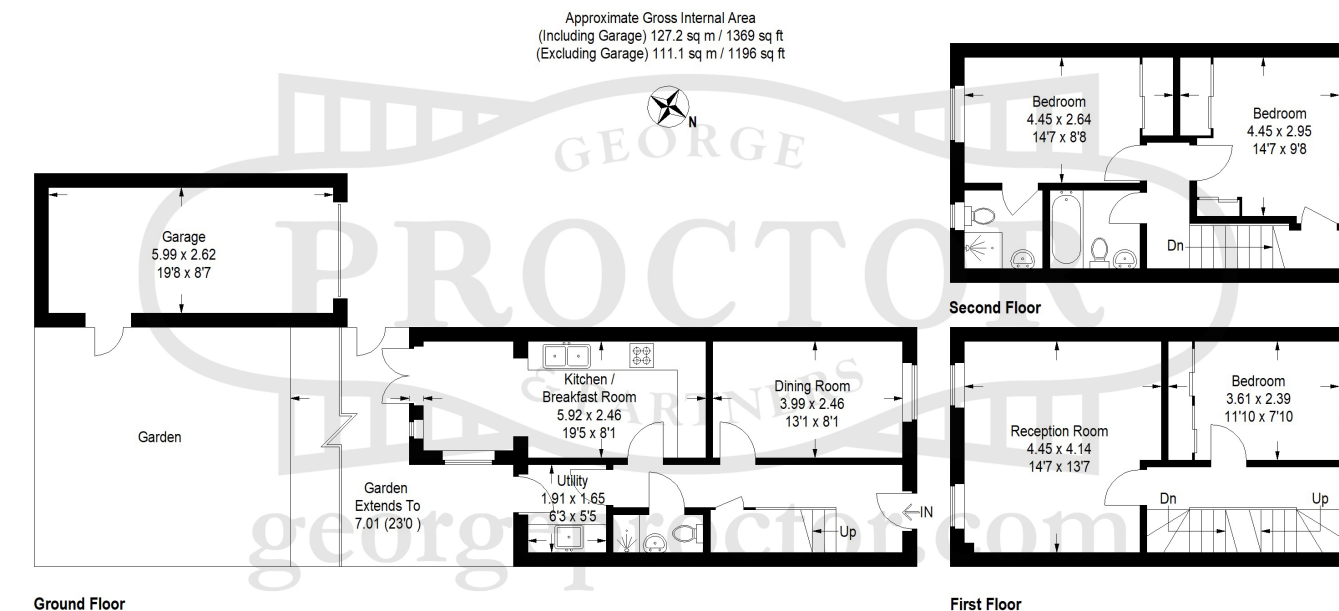 Approximate Gross Internal Area
(Including Garage) 127.2 sq m / 1369 sq ft
(Excluding Garage) 111.1 sq m / 1196 sq ft
N
GEORGE
PROCTOR
& PARTNERS
georgeproctor.com
Garage
5.99 x 2.62
19'8 x 8'7
Garden
Garden
Extends To
7.01 (23'0 )
Kitchen /
Breakfast Room
5.92 x 2.46
19'5 x 8'1
Dining Room
3.99 x 2.46
13'1 x 8'1
Utility
1.91 x 1.65
6'3 x 5'5
Up
IN
Ground Floor
Bedroom
4.45 x 2.64
14'7 x 8'8
Bedroom
4.45 x 2.95
14'7 x 9'8
Dn
Second Floor
Reception Room
4.45 x 4.14
14'7 x 13'7
Bedroom
3.61 x 2.39
11'10 x 7'10
Dn
Up
First Floor